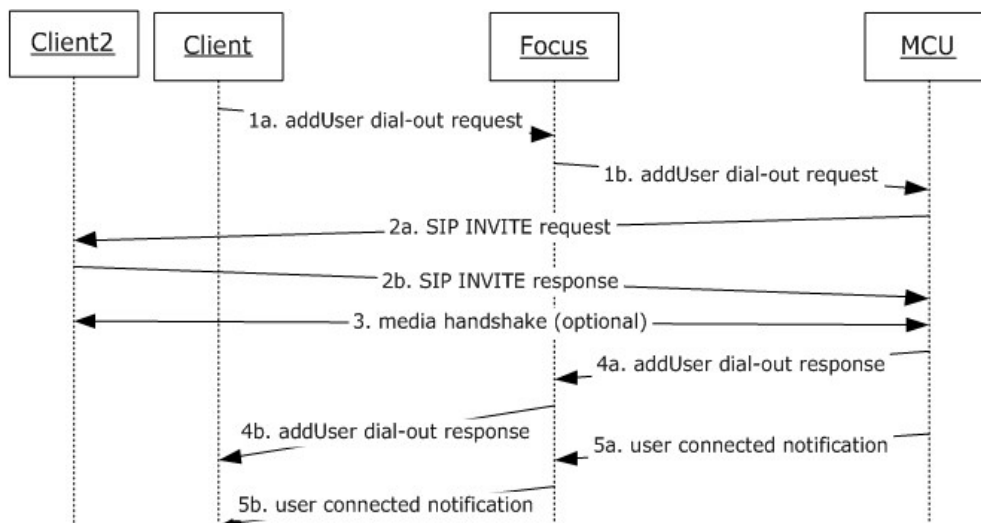 Client2
Client
Focus
MCU
1a. addUser dial-out request
1b. addUser dial-out request
2a. SIP INVITE request
2b. SIP INVITE response
3. media handshake (optional)
4a. addUser dial-out response
4b. addUser dial-out response
5a. user connected notification
5b. user connected notification